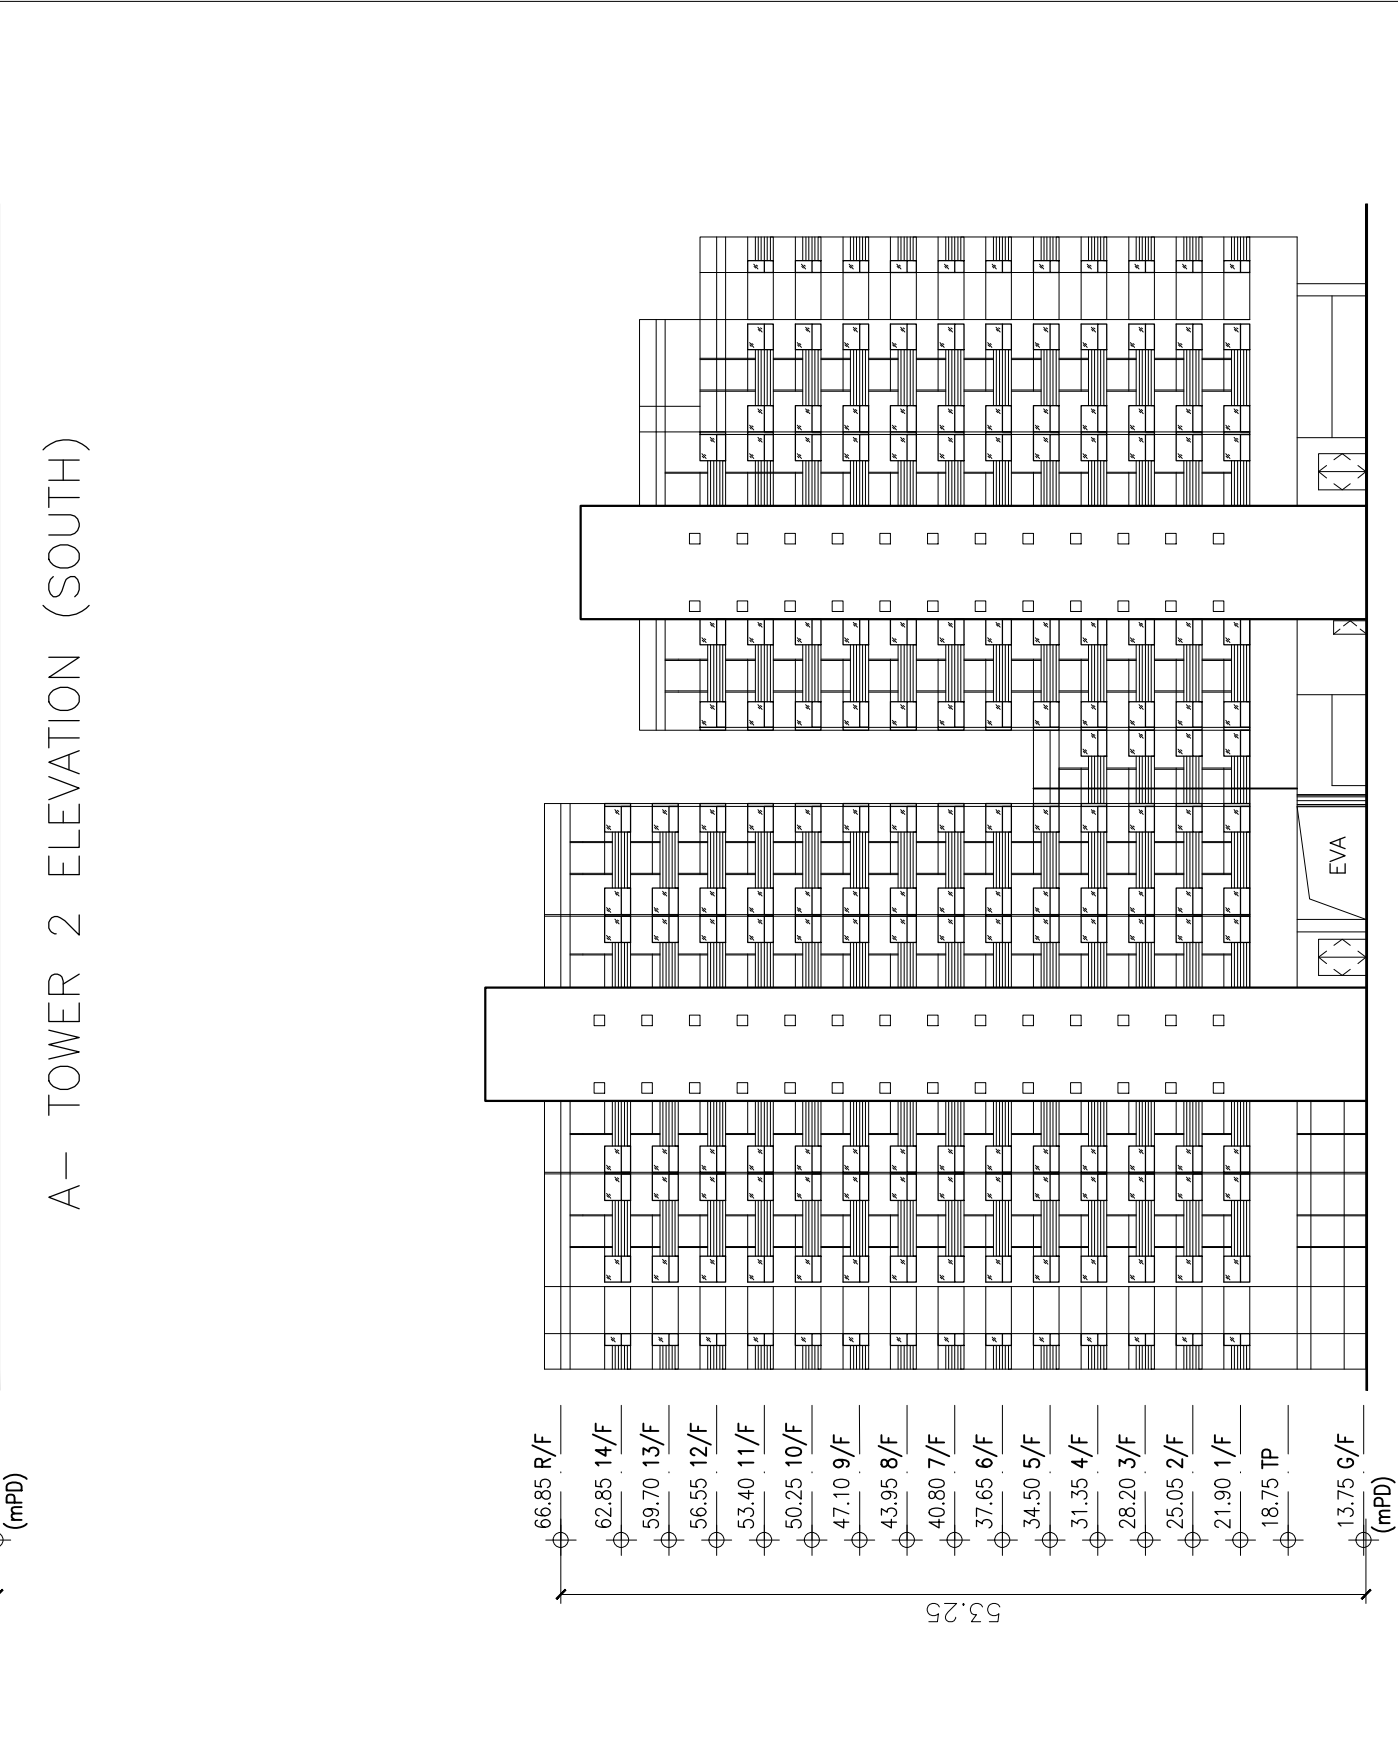 A- TOWER 2 ELEVATION (SOUTH)
66.85 R/F
62.85 14/F
59.70 13/F
56.55 12/F
53.40 11/F
50.25 10/F
47.10 9/F
43.95 8/F
40.80 7/F
37.65 6/F
34.50 5/F
31.35 4/F
28.20 3/F
25.05 2/F
21.90 1/F
18.75 TP
13.75 G/F
(mPD)
53.25
EVA
(mPD)